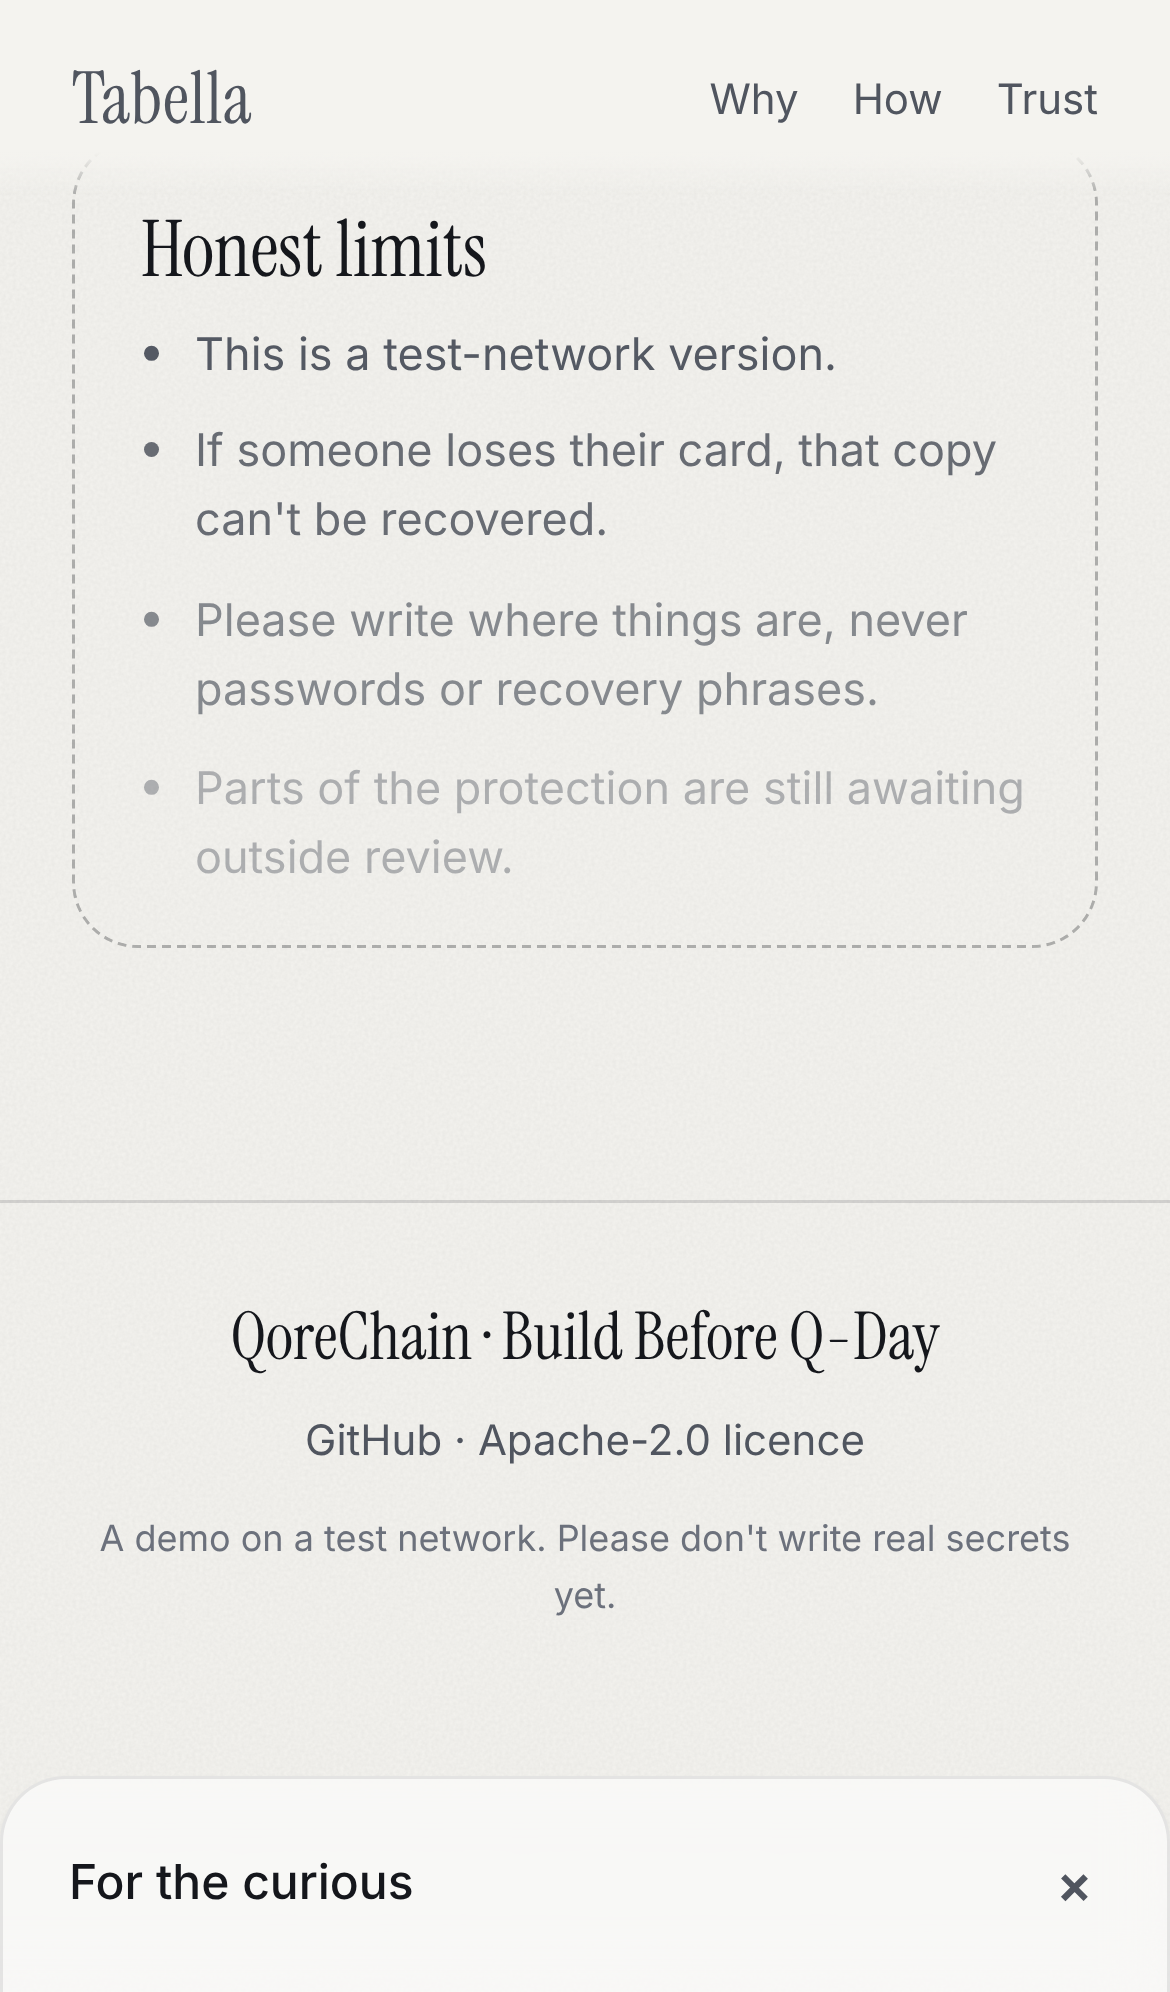 Tabella
Why How Trust
Honest limits
• This is a test-network version.
• If someone loses their card, that copy
can't be recovered.
• Please write where things are, never
passwords or recovery phrases.
• Parts of the protection are still awaiting
outside review.
QoreChain · Build Before Q-Day
GitHub · Apache-2.0 licence
A demo on a test network. Please don't write real secrets
yet.
For the curious ×